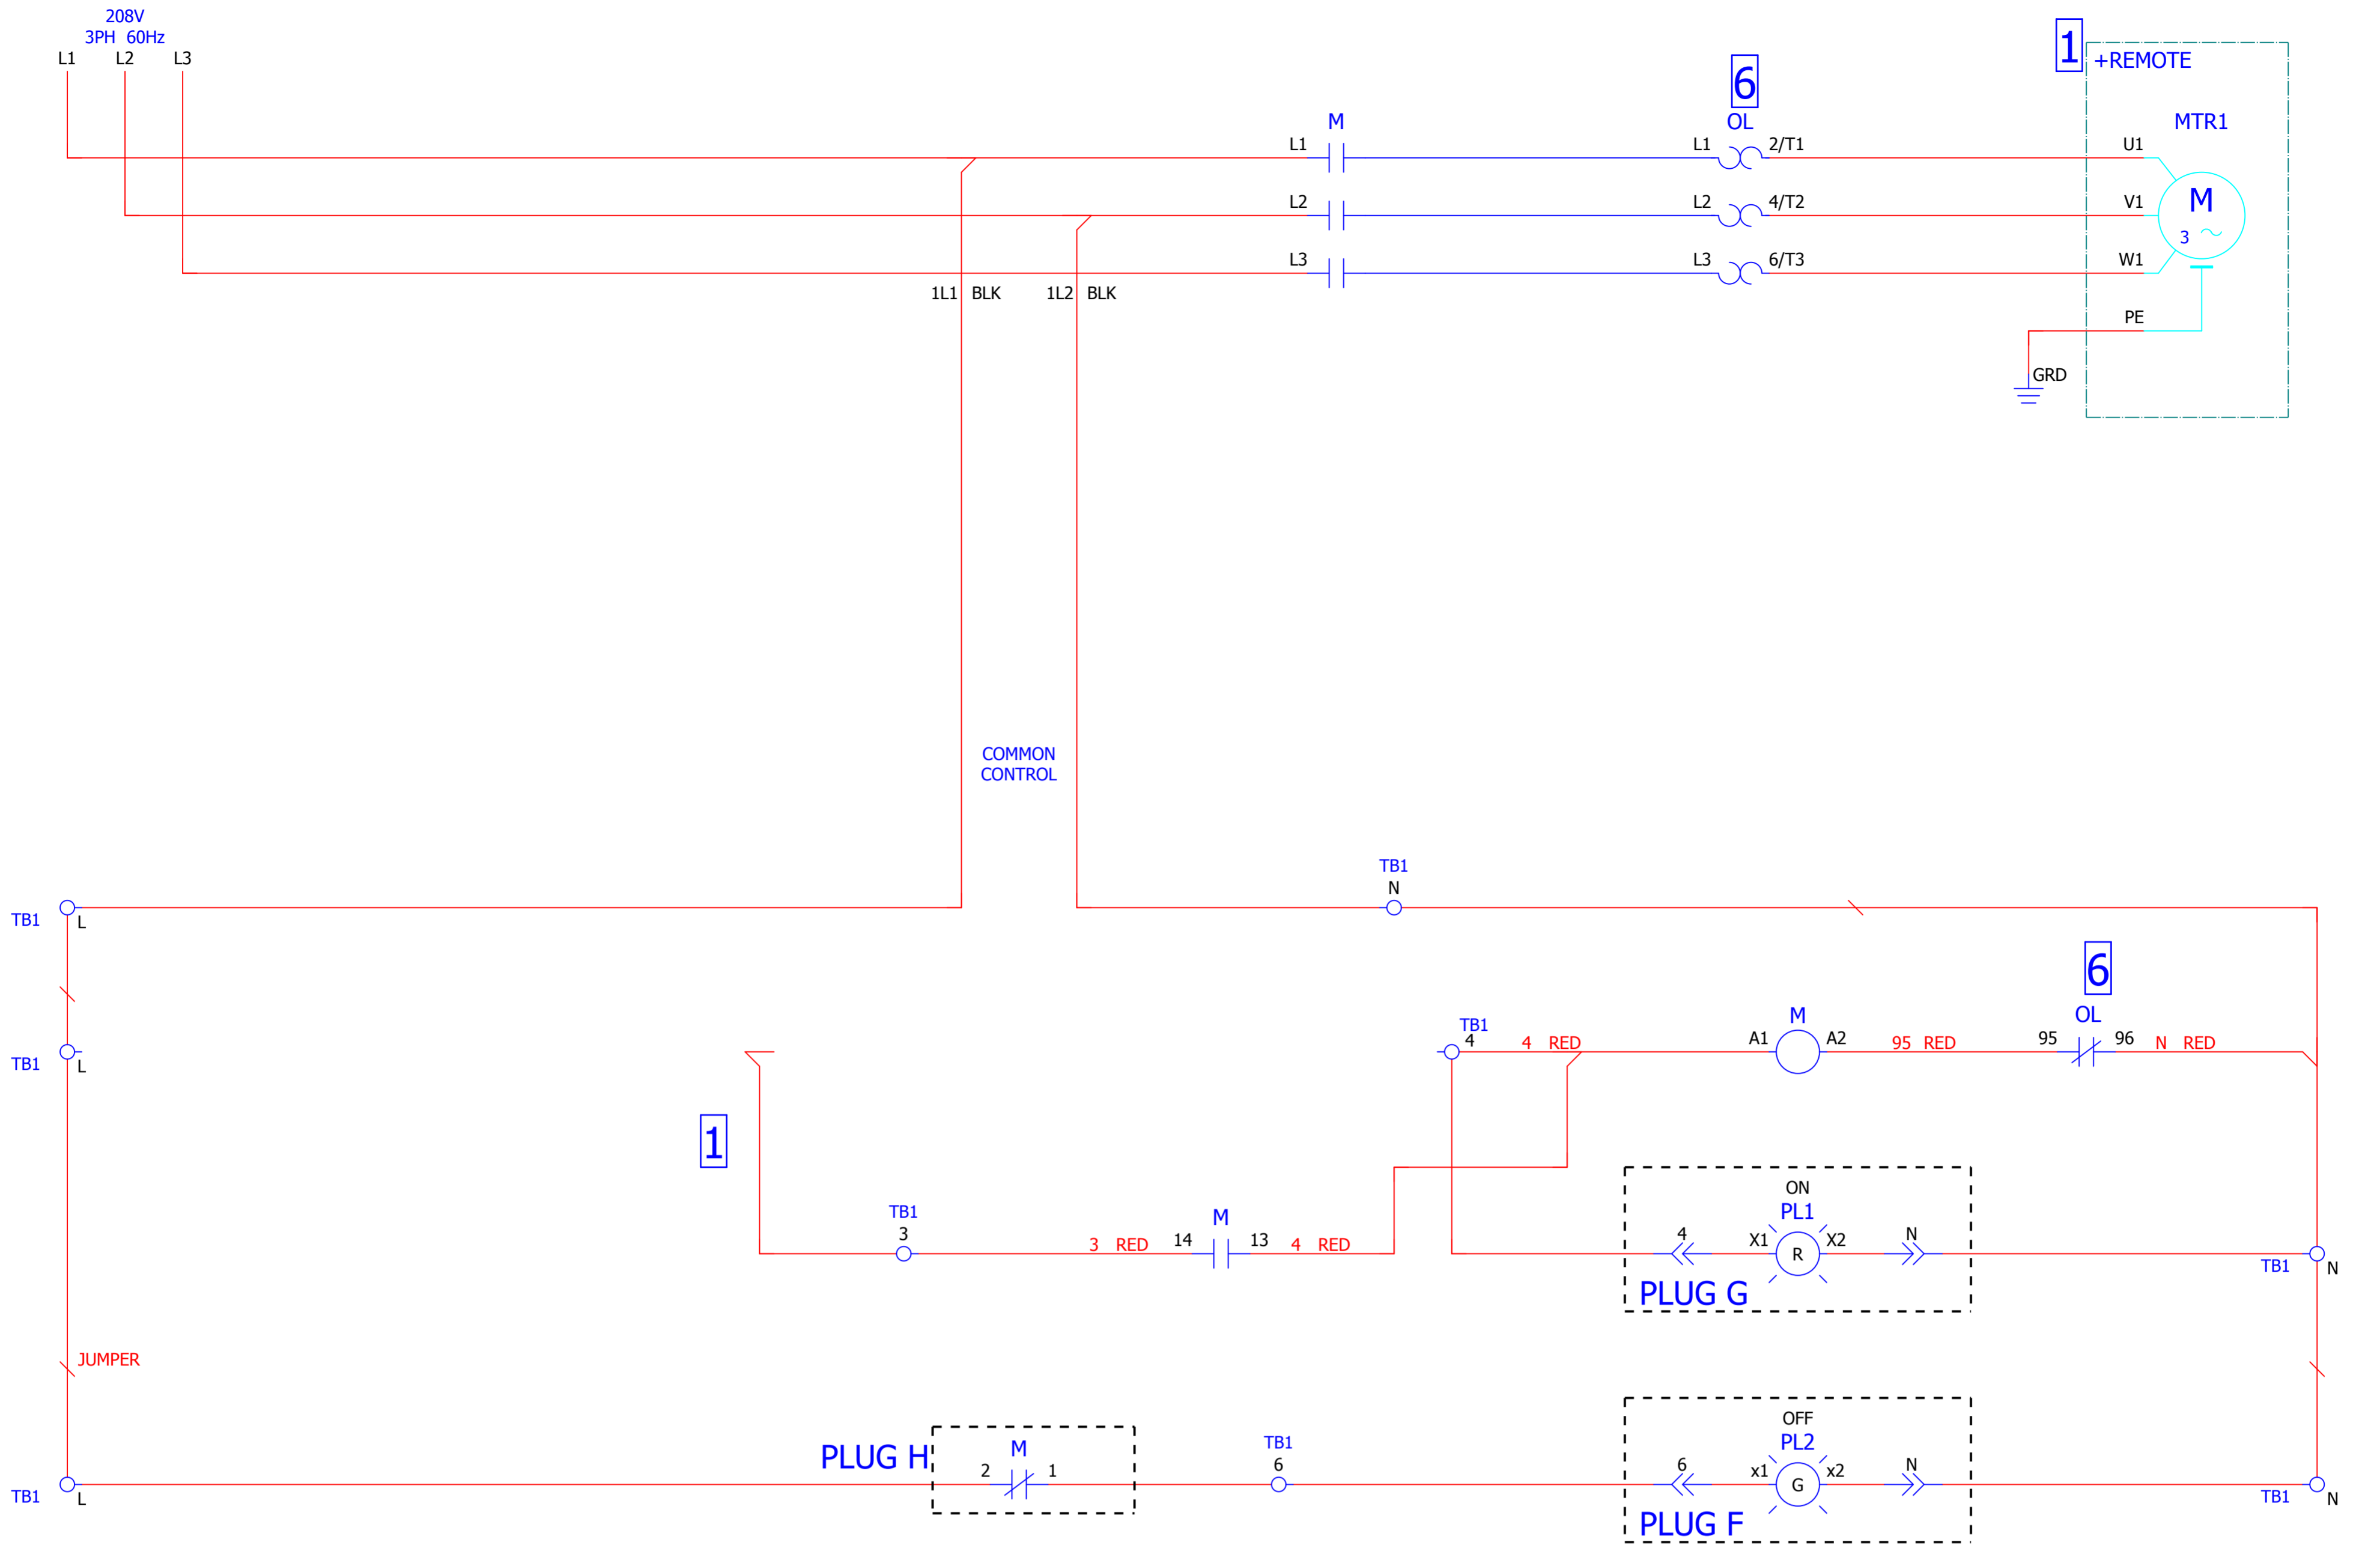 208V
3PH 60Hz
L1 L2 L3
1
+REMOTE
6
M
OL
MTR1
L1
L1
2/T1
U1
L2
L2
4/T2
V1
M
3
L3
L3
6/T3
W1
1L1 BLK
1L2 BLK
PE
GRD
COMMON
CONTROL
TB1
N
TB1
L
6
OL
TB1
4
4 RED
M
A1
A2
95 RED
95
96
N RED
TB1
L
1
ON
PL1
TB1
3
3 RED
M
14
13
4 RED
4
X1
R
X2
N
TB1
N
PLUG G
JUMPER
OFF
PL2
PLUG H
M
2
1
TB1
6
6
x1
G
x2
N
TB1
L
TB1
N
PLUG F